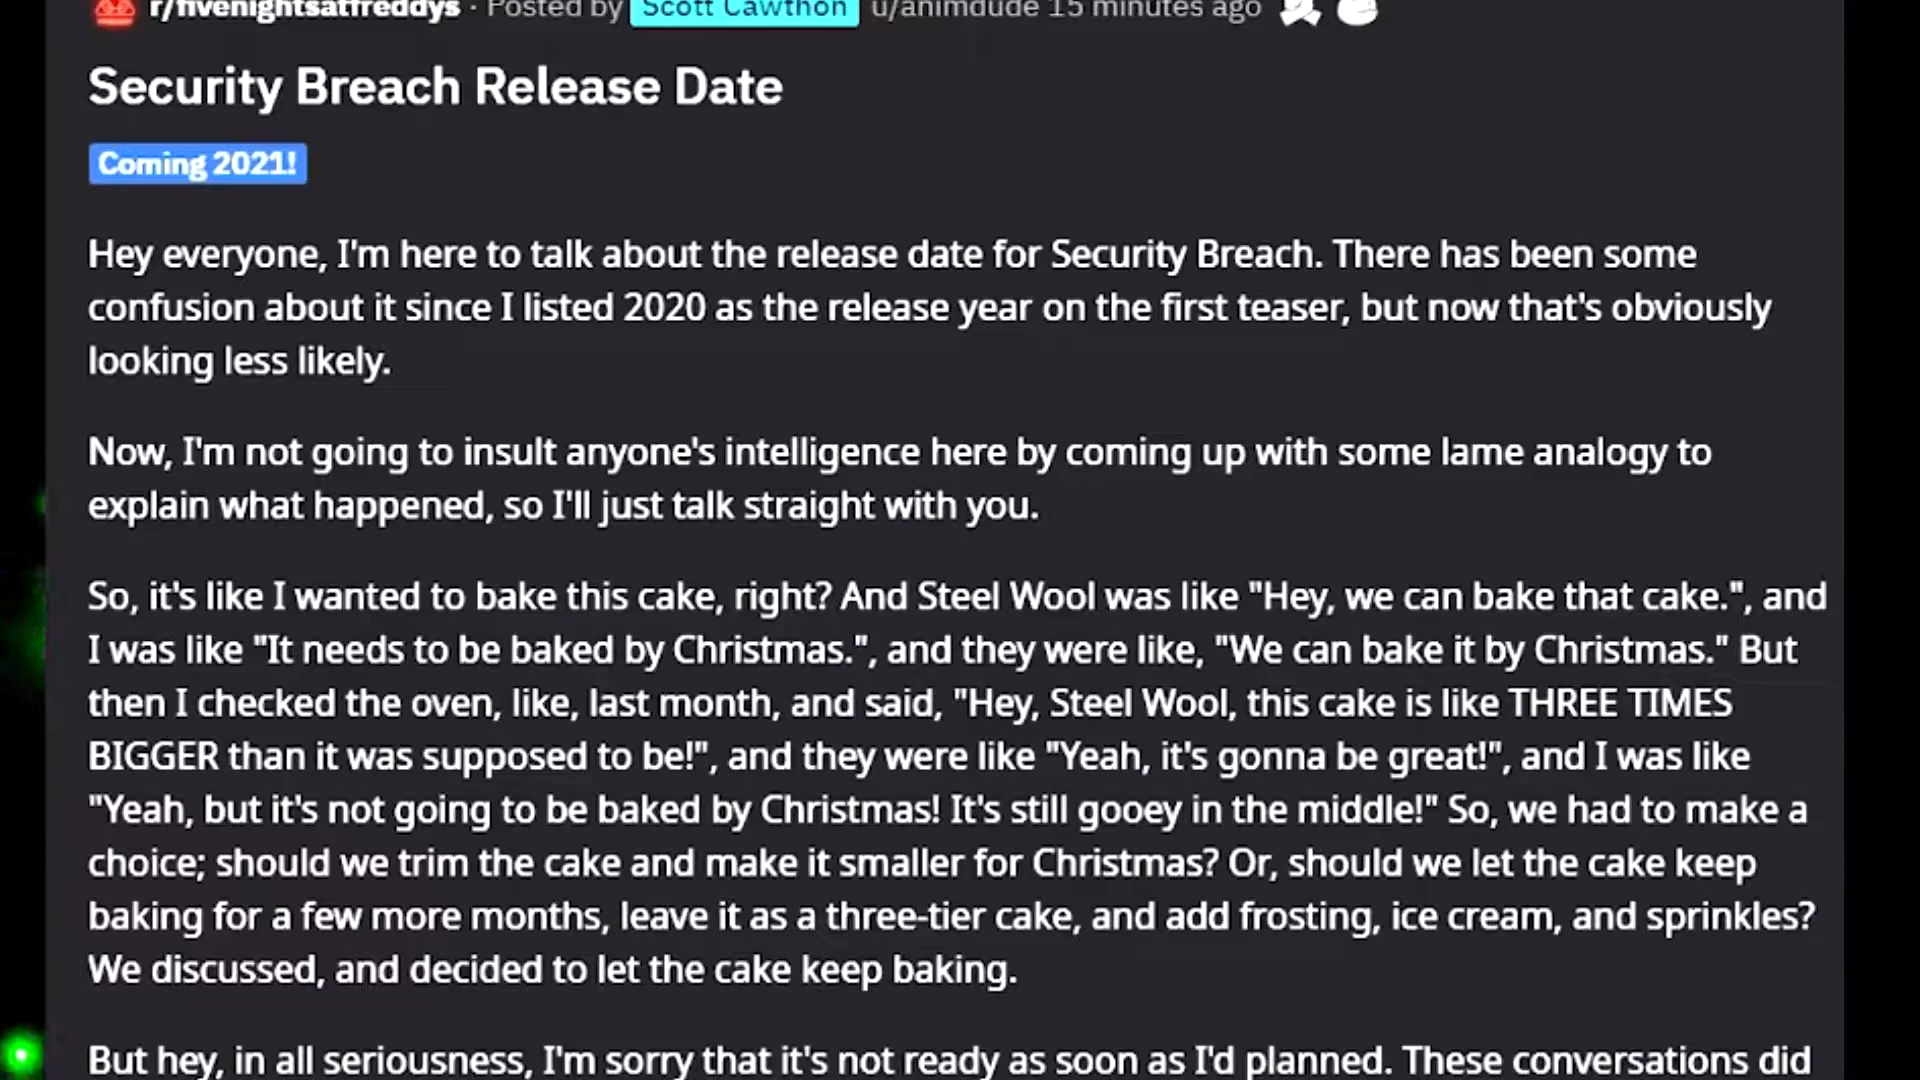 r/fivenightsatfreddys · Posted by Scott Cawthon u/animdude 15 minutes ago
Security Breach Release Date
Coming 2021!
Hey everyone, I'm here to talk about the release date for Security Breach. There has been some
confusion about it since I listed 2020 as the release year on the first teaser, but now that's obviously
looking less likely.
Now, I'm not going to insult anyone's intelligence here by coming up with some lame analogy to
explain what happened, so I'll just talk straight with you.
So, it's like I wanted to bake this cake, right? And Steel Wool was like "Hey, we can bake that cake.", and
I was like "It needs to be baked by Christmas.", and they were like, "We can bake it by Christmas." But
then I checked the oven, like, last month, and said, "Hey, Steel Wool, this cake is like THREE TIMES
BIGGER than it was supposed to be!", and they were like "Yeah, it's gonna be great!", and I was like
"Yeah, but it's not going to be baked by Christmas! It's still gooey in the middle!" So, we had to make a
choice; should we trim the cake and make it smaller for Christmas? Or, should we let the cake keep
baking for a few more months, leave it as a three-tier cake, and add frosting, ice cream, and sprinkles?
We discussed, and decided to let the cake keep baking.
But hey, in all seriousness, I'm sorry that it's not ready as soon as I'd planned. These conversations did